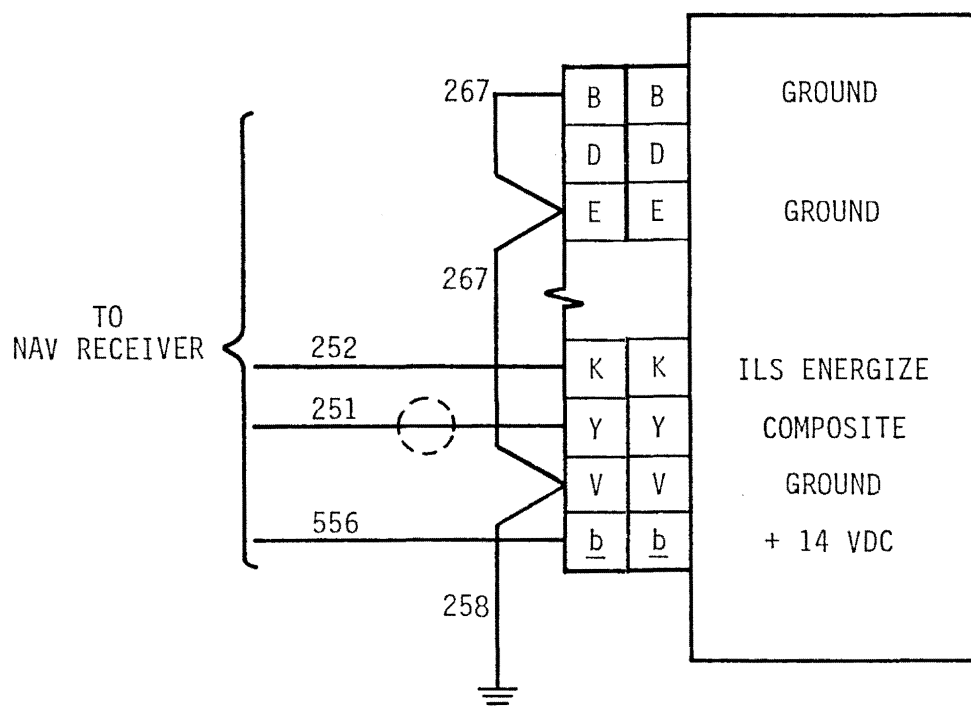 267 B B GROUND
D D
E E GROUND
267
TO
NAV RECEIVER
252 K K ILS ENERGIZE
251 Y Y COMPOSITE
V V GROUND
556 b b + 14 VDC
258